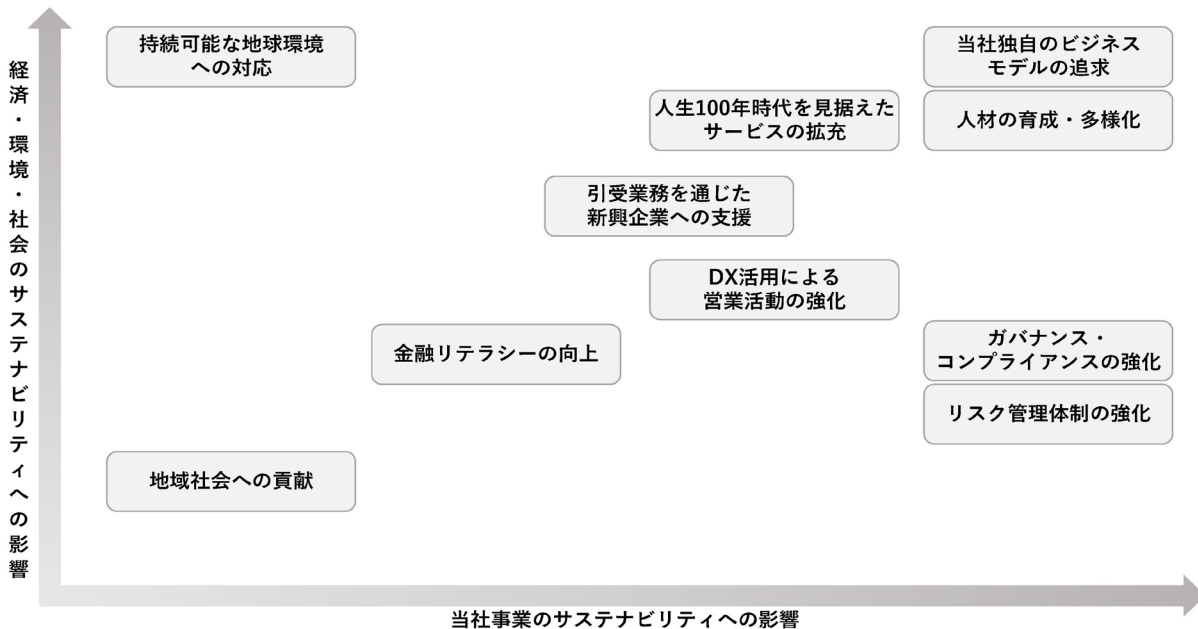 経済・環境・社会のサステナビリティへの影響
持続可能な地球環境
への対応
当社独自のビジネス
モデルの追求
人生100年時代を見据えた
サービスの拡充
人材の育成・多様化
引受業務を通じた
新興企業への支援
DX活用による
営業活動の強化
金融リテラシーの向上
ガバナンス・
コンプライアンスの強化
リスク管理体制の強化
地域社会への貢献
当社事業のサステナビリティへの影響